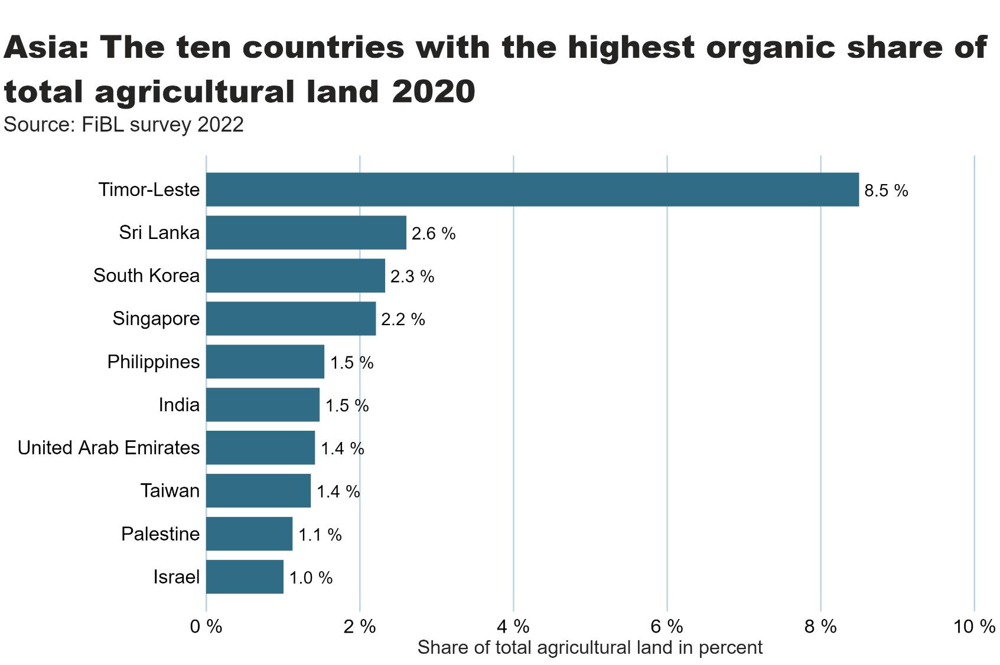 Asia: The ten countries with the highest organic share of
total agricultural land 2020
Source: FiBL survey 2022
Timor-Leste 8.5 %
Sri Lanka 2.6 %
South Korea 2.3 %
Singapore 2.2 %
Philippines 1.5 %
India 1.5 %
United Arab Emirates 1.4 %
Taiwan 1.4 %
Palestine 1.1 %
Israel 1.0 %
0 % 2 % 4 % 6 % 8 % 10 %
Share of total agricultural land in percent